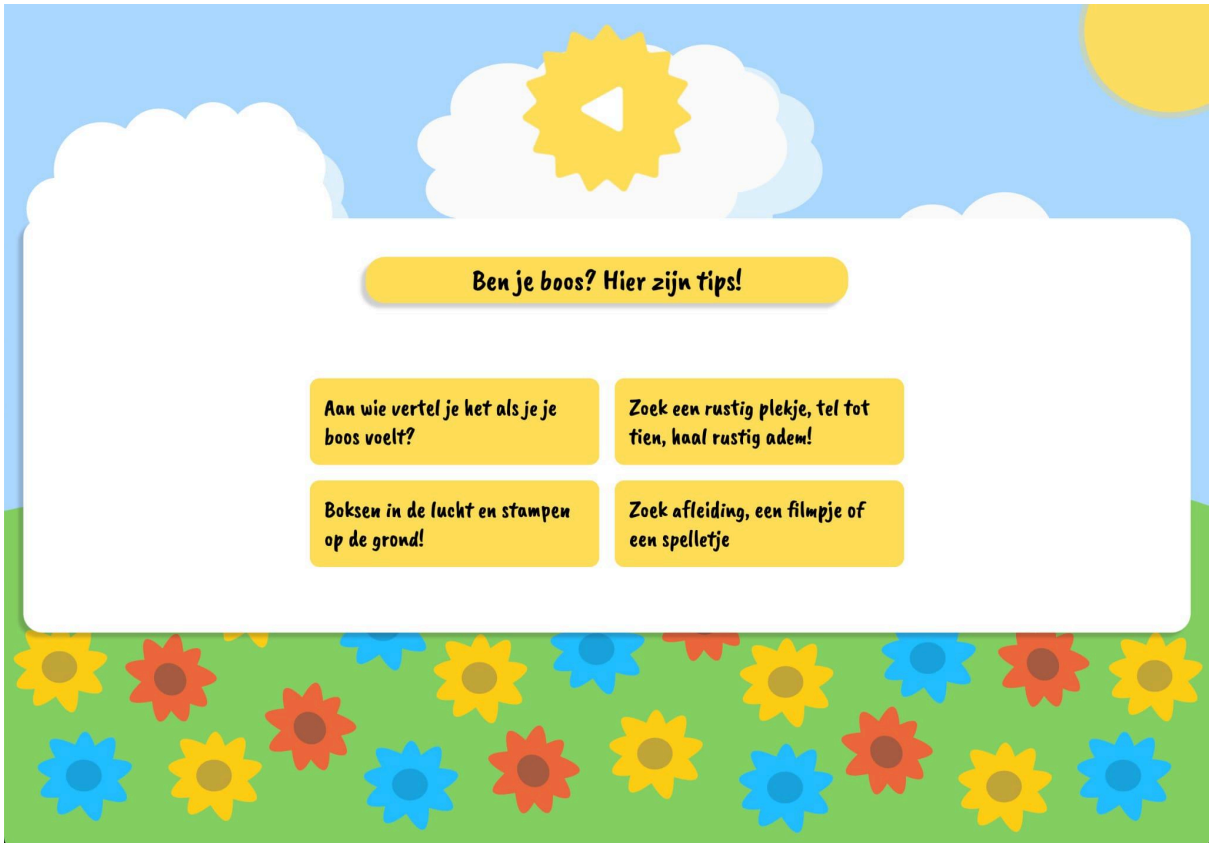 Ben je boos? Hier zijn tips!
Aan wie vertel je het als je je
boos voelt?
Zoek een rustig plekje, tel tot
tien, haal rustig adem!
Boksen in de lucht en stampen
op de grond!
Zoek afleiding, een filmpje of
een spelletje